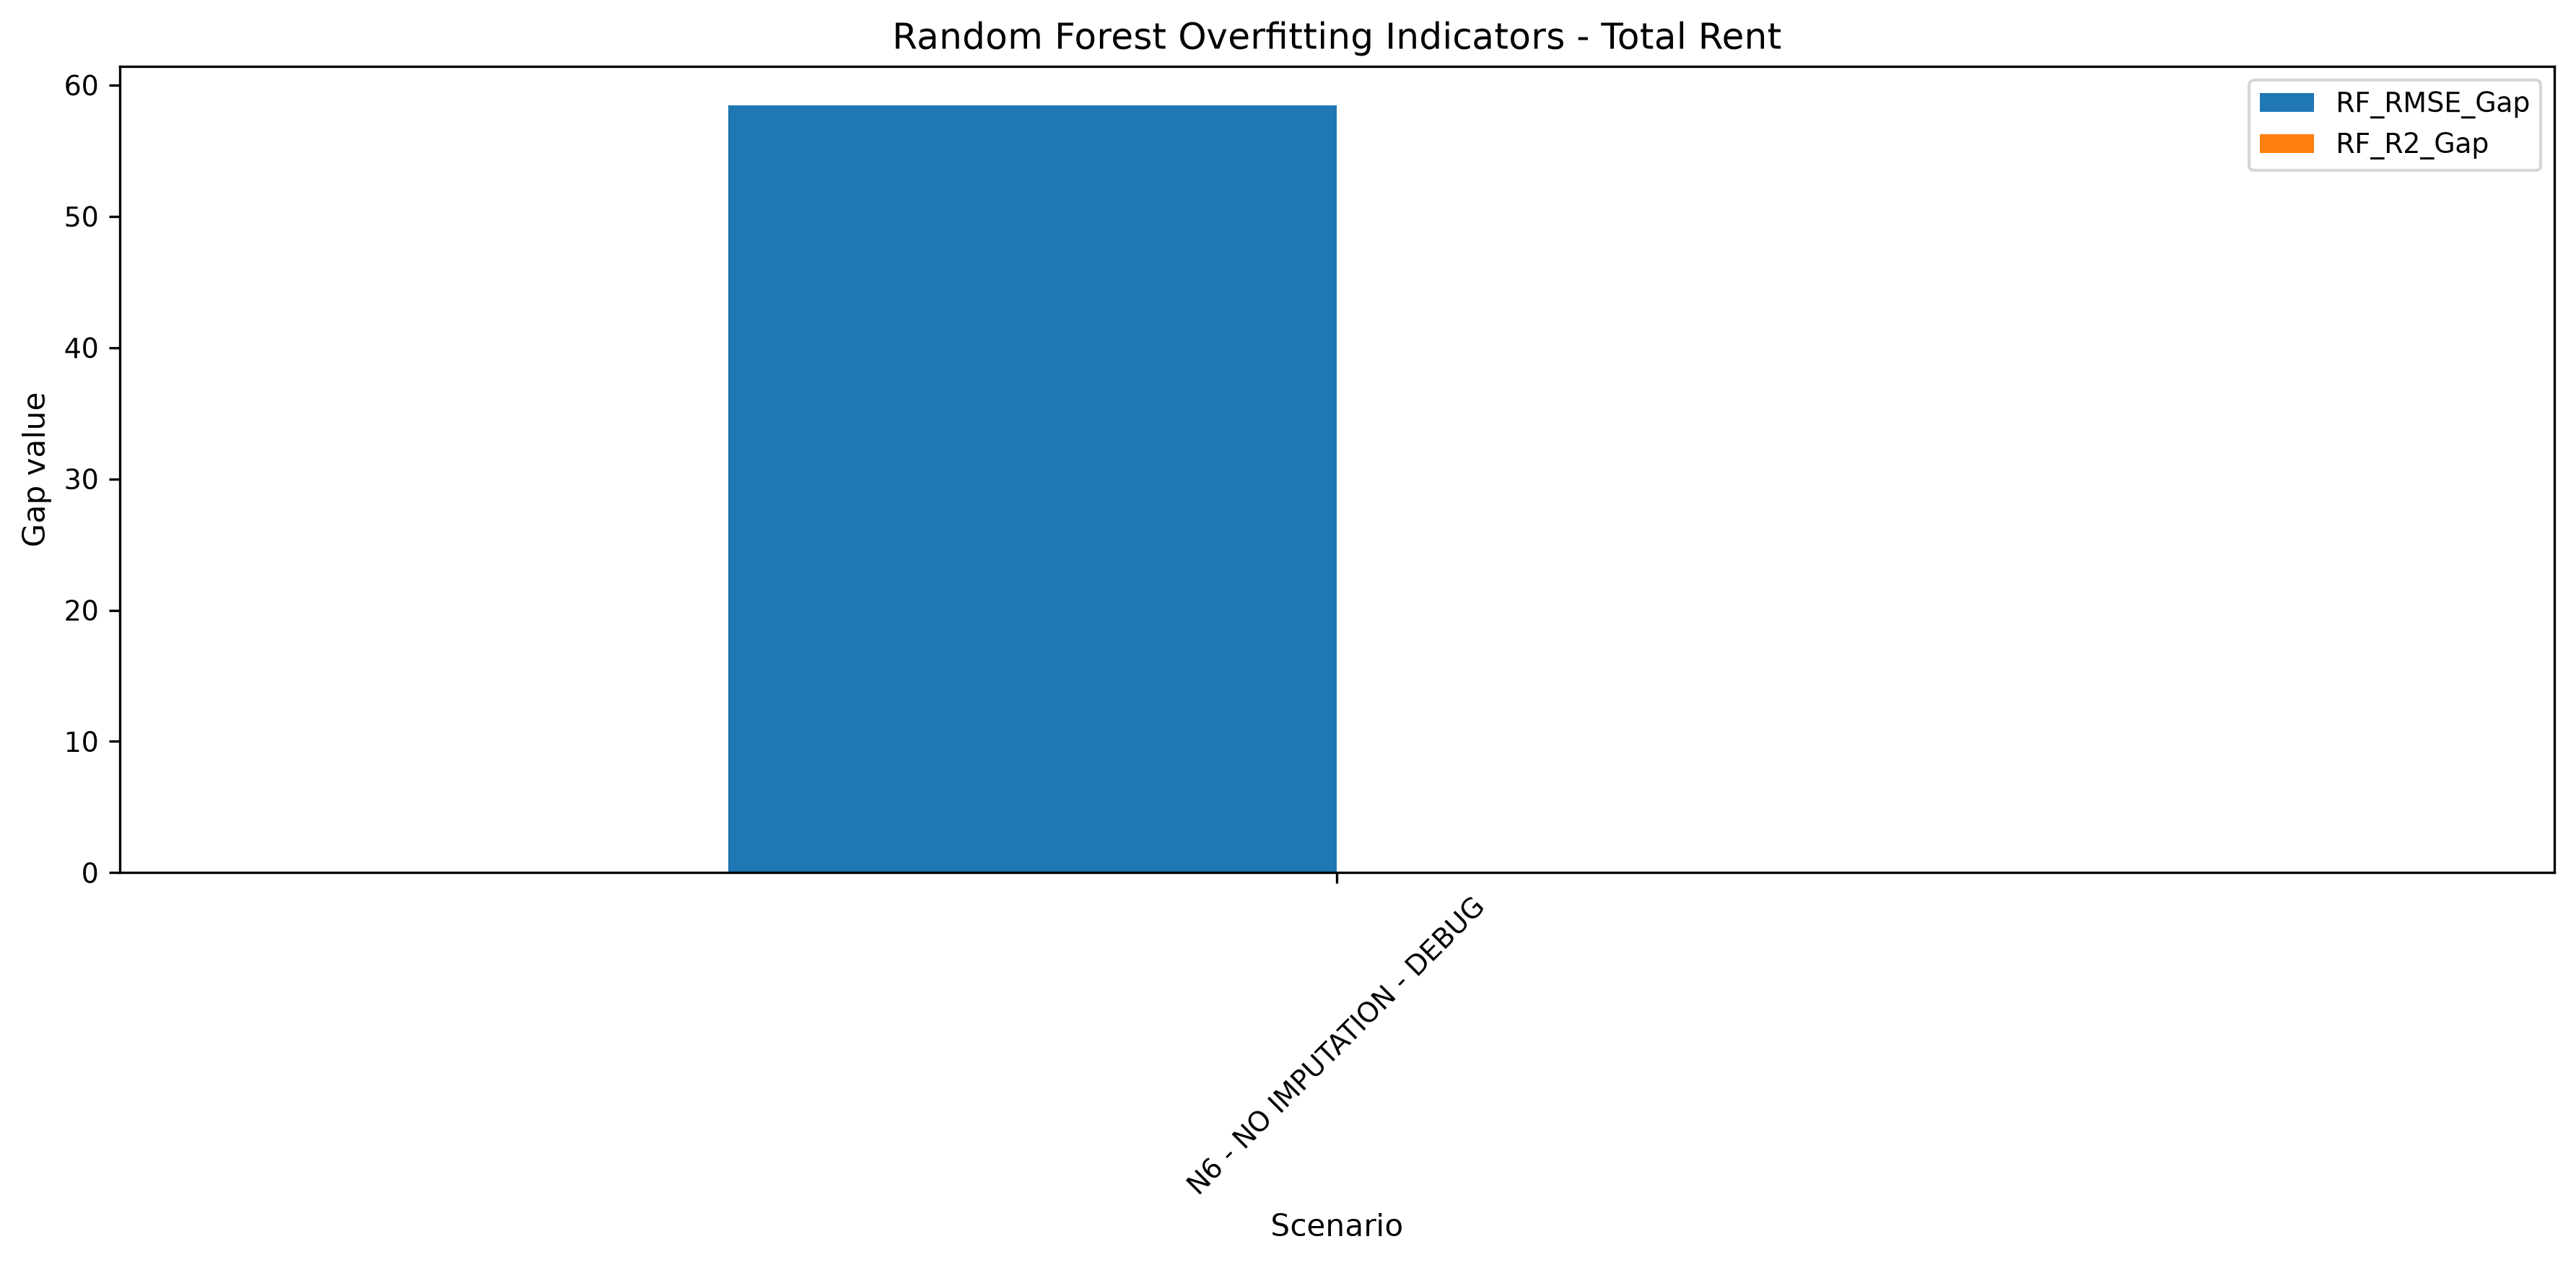 Random Forest Overfitting Indicators - Total Rent
RF_RMSE_Gap
RF_R2_Gap
60
50
40
30
20
10
0
Gap value
N6 - NO IMPUTATION - DEBUG
Scenario